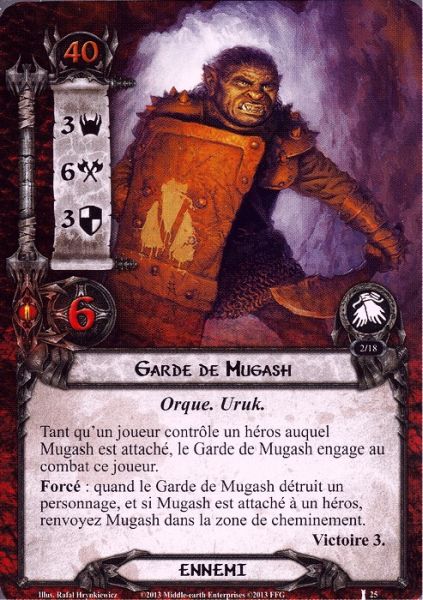 40
3
6
3
6
2/18
Garde de Mugash
Orque. Uruk.
Tant qu'un joueur contrôle un héros auquel
Mugash est attaché, le Garde de Mugash engage au
combat ce joueur.
Forcé : quand le Garde de Mugash détruit un
personnage, et si Mugash est attaché à un héros,
renvoyez Mugash dans la zone de cheminement.
Victoire 3.
ENNEMI
Illus. Rafał Hrynkiewicz ©2013 Middle-earth Enterprises ©2013 FFG 25